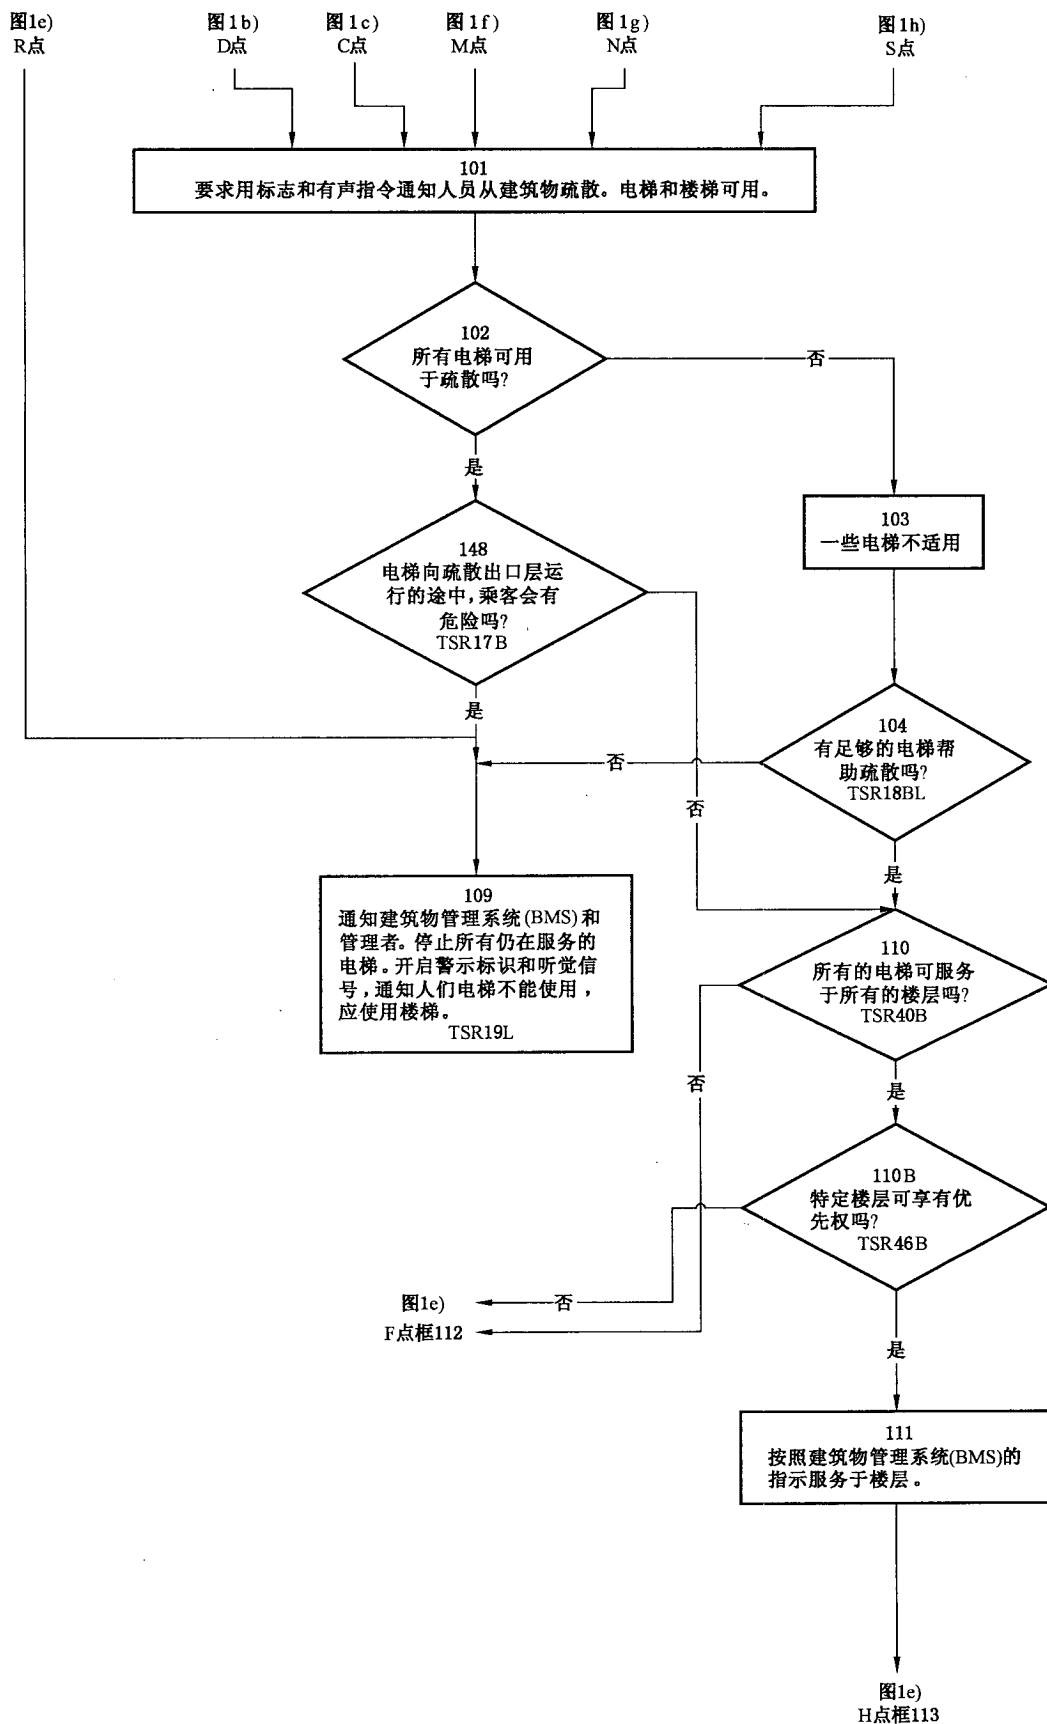 图1e)
R点
图1b)
D点
图1c)
C点
图1f)
M点
图1g)
N点
图1h)
S点
101
要求用标志和有声指令通知人员从建筑物疏散。电梯和楼梯可用。
102
所有电梯可用
于疏散吗?
否
是
103
一些电梯不适用
148
电梯向疏散出口层运
行的途中,乘客会有
危险吗?
TSR17B
是
104
有足够的电梯帮
助疏散吗?
TSR18BL
否
否
是
109
通知建筑物管理系统(BMS)和
管理者。停止所有仍在服务的
电梯。开启警示标识和听觉信
号,通知人们电梯不能使用,
应使用楼梯。
TSR19L
110
所有的电梯可服务
于所有的楼层吗?
TSR40B
否
是
110B
特定楼层可享有优
先权吗?
TSR46B
图1e)
否
F点框112
是
111
按照建筑物管理系统(BMS)的
指示服务于楼层。
图1e)
H点框113